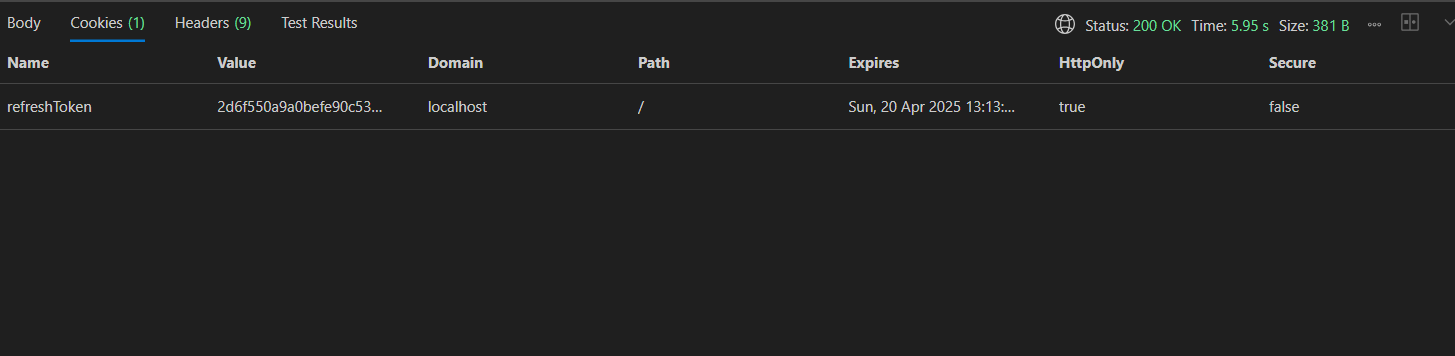 Body Cookies (1) Headers (9) Test Results Status: 200 OK Time: 5.95 s Size: 381 B
Name Value Domain Path Expires HttpOnly Secure
refreshToken 2d6f550a9a0befe90c53... localhost / Sun, 20 Apr 2025 13:13:... true false